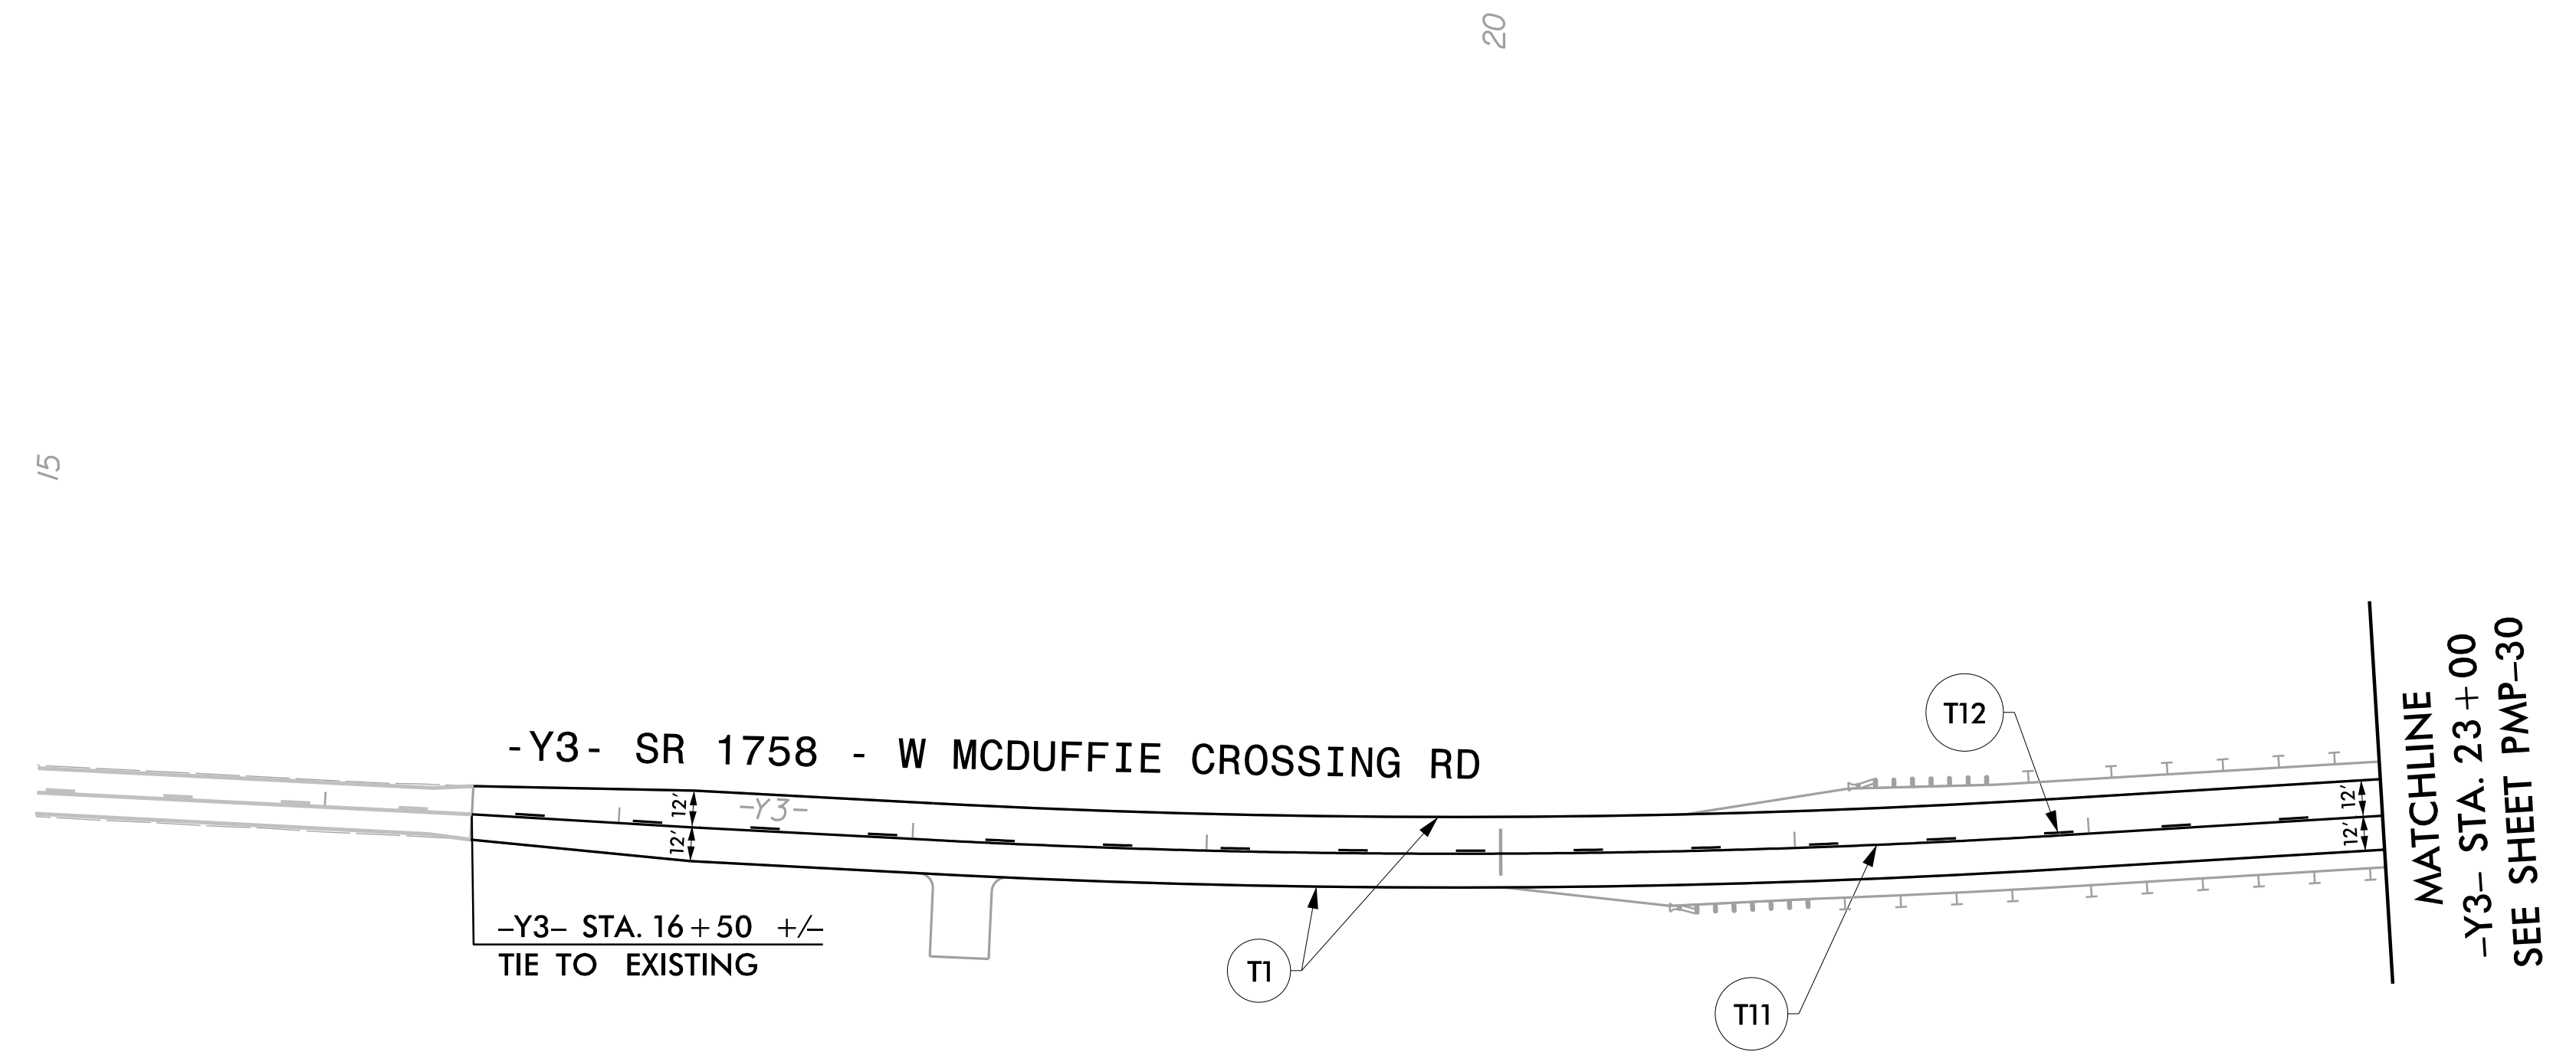 20
15
-Y3- SR 1758 - W MCDUFFIE CROSSING RD
T12
12'
12'
-Y3-
12'
12'
MATCHLINE
-Y3- STA. 23+00
SEE SHEET PMP-30
-Y3- STA. 16+50 +/-
TIE TO EXISTING
T1
T11